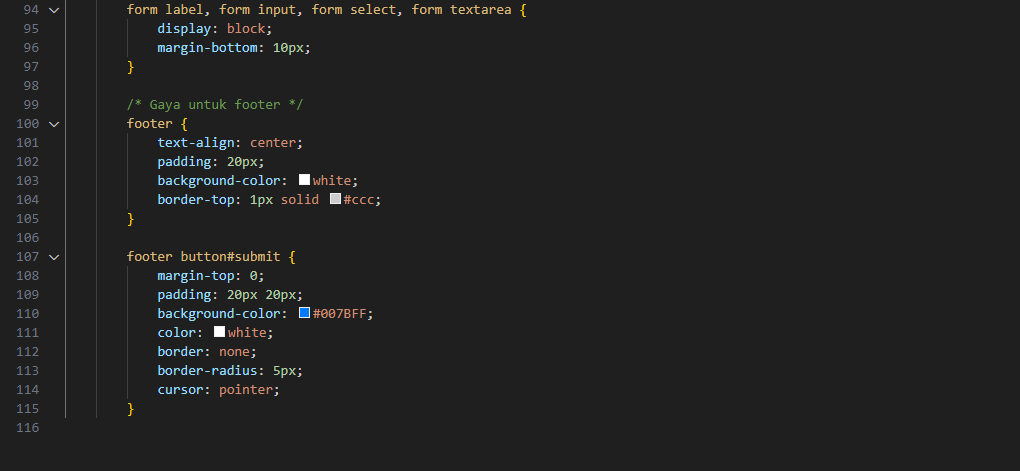 94 form label, form input, form select, form textarea {
95 display: block;
96 margin-bottom: 10px;
97 }
98
99 /* Gaya untuk footer */
100 footer {
101 text-align: center;
102 padding: 20px;
103 background-color: white;
104 border-top: 1px solid #ccc;
105 }
106
107 footer button#submit {
108 margin-top: 0;
109 padding: 20px 20px;
110 background-color: #007BFF;
111 color: white;
112 border: none;
113 border-radius: 5px;
114 cursor: pointer;
115 }
116